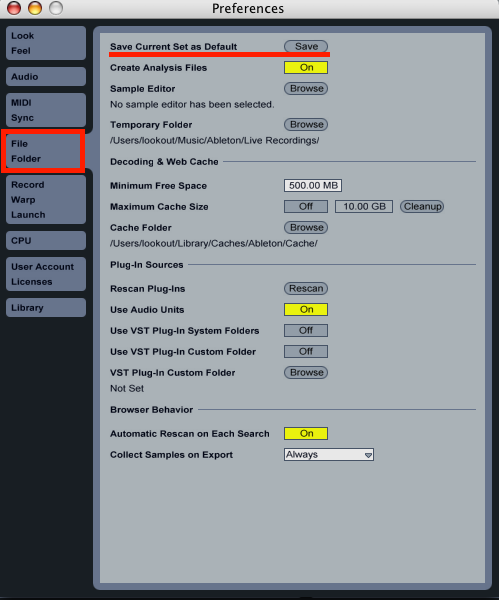 Preferences
Look
Feel
Audio
MIDI
Sync
File
Folder
Record
Warp
Launch
CPU
User Account
Licenses
Library
Save Current Set as Default Save
Create Analysis Files On
Sample Editor Browse
No sample editor has been selected.
Temporary Folder Browse
/Users/lookout/Music/Ableton/Live Recordings/
Decoding & Web Cache
Minimum Free Space 500.00 MB
Maximum Cache Size Off 10.00 GB Cleanup
Cache Folder Browse
/Users/lookout/Library/Caches/Ableton/Cache/
Plug-In Sources
Rescan Plug-Ins Rescan
Use Audio Units On
Use VST Plug-In System Folders Off
Use VST Plug-In Custom Folder Off
VST Plug-In Custom Folder Browse
Not Set
Browser Behavior
Automatic Rescan on Each Search On
Collect Samples on Export Always